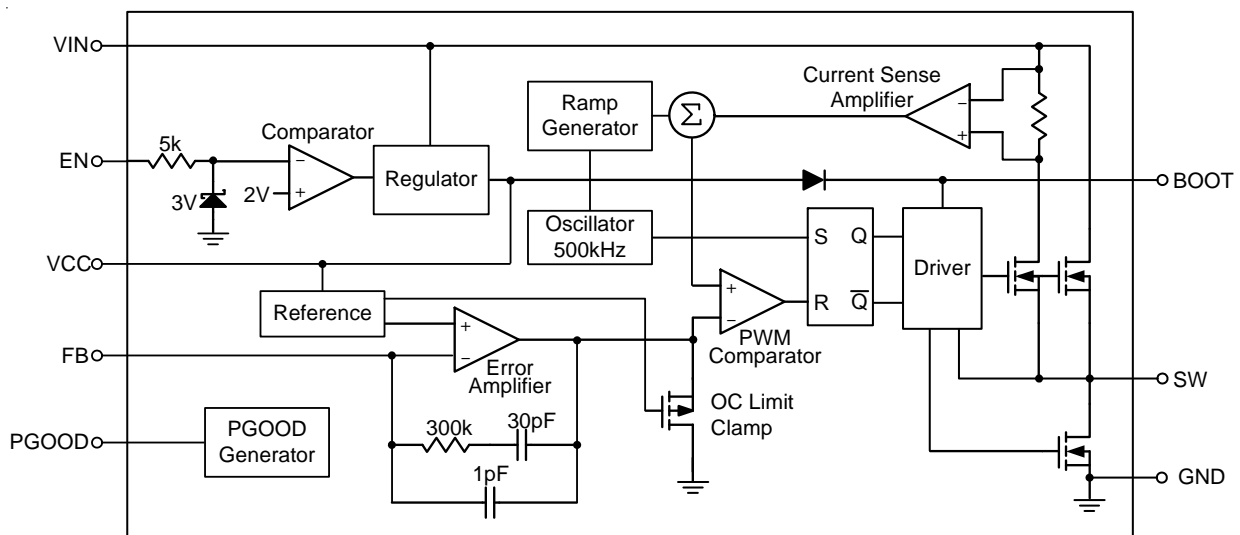 VIN
Current Sense
Amplifier
−
+
Ramp
Generator
Σ
EN
5k
Comparator
−
+
3V
2V
Regulator
BOOT
Oscillator
500kHz
S Q
R Q̅
Driver
VCC
Reference
+
−
PWM
Comparator
FB
+
−
Error
Amplifier
SW
OC Limit
Clamp
PGOOD
PGOOD
Generator
300k
30pF
1pF
GND